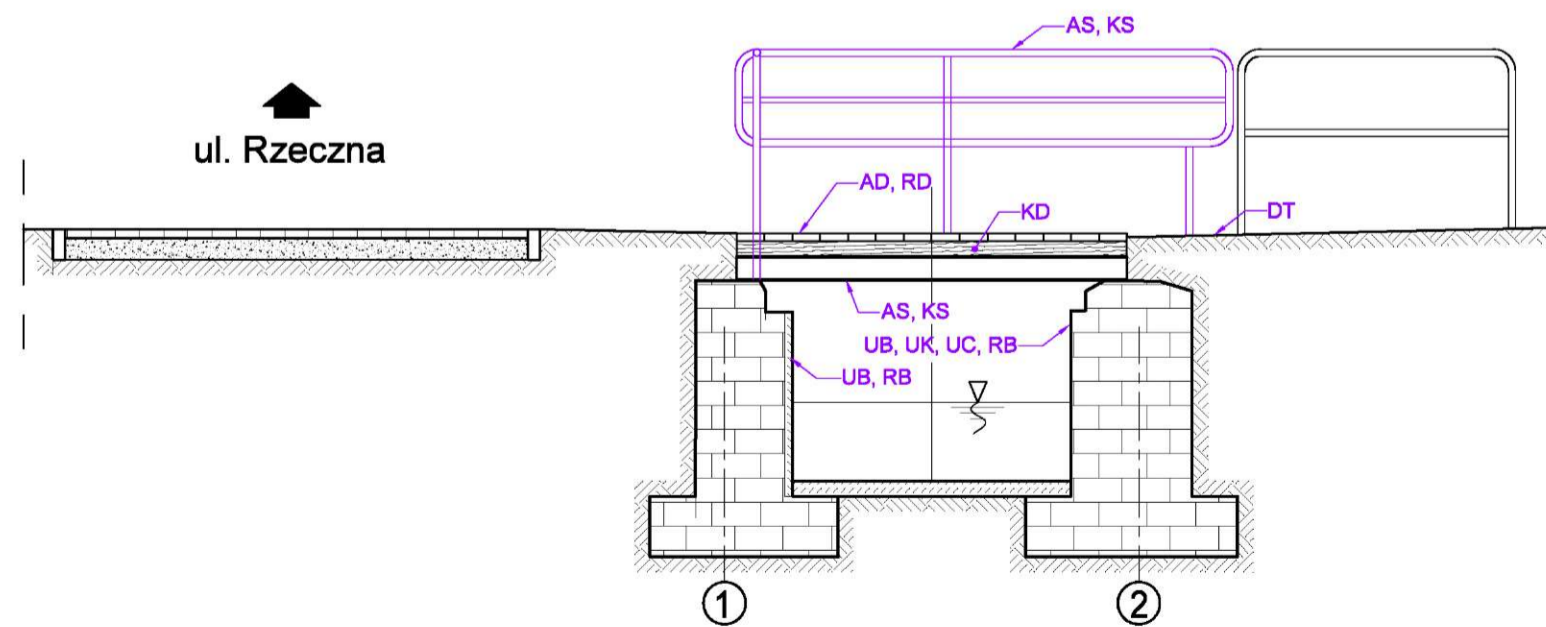 AS, KS
ul. Rzeczna
AD, RD
KD
DT
AS, KS
UB, UK, UC, RB
UB, RB
1
2